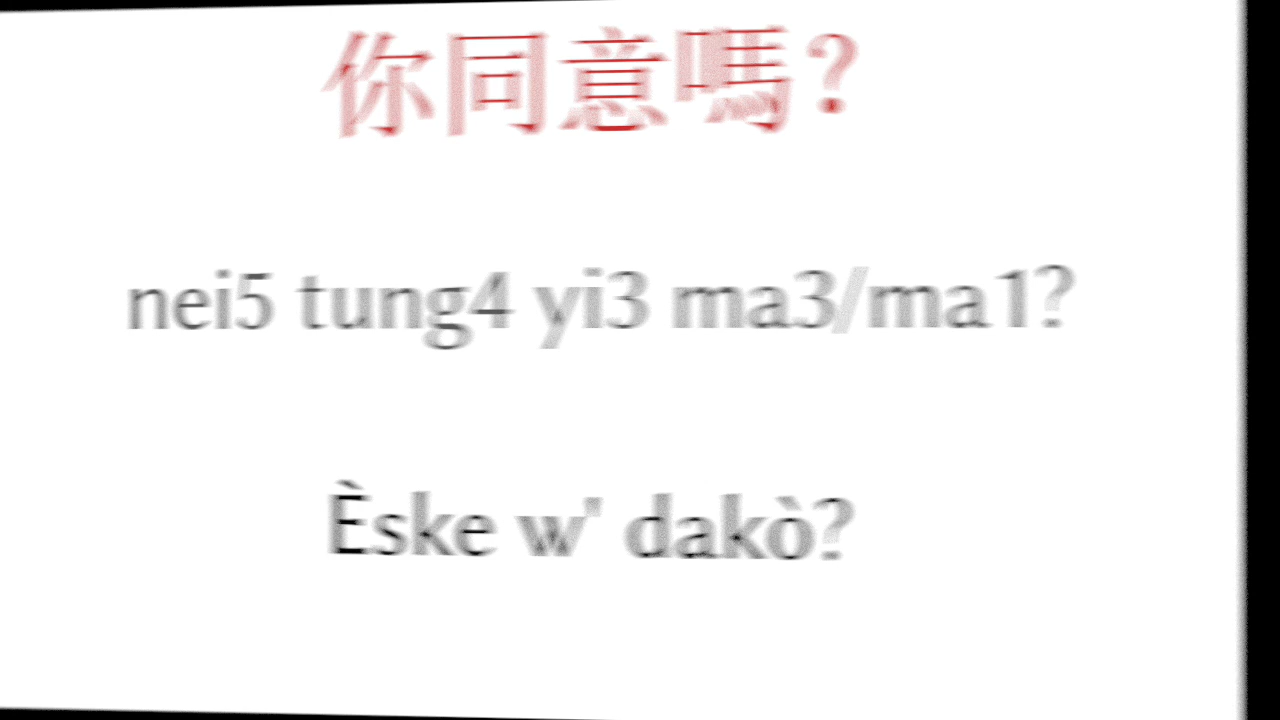 你同意嗎?
nei5 tung4 yi3 ma3/ma1?
Èske w' dakò?